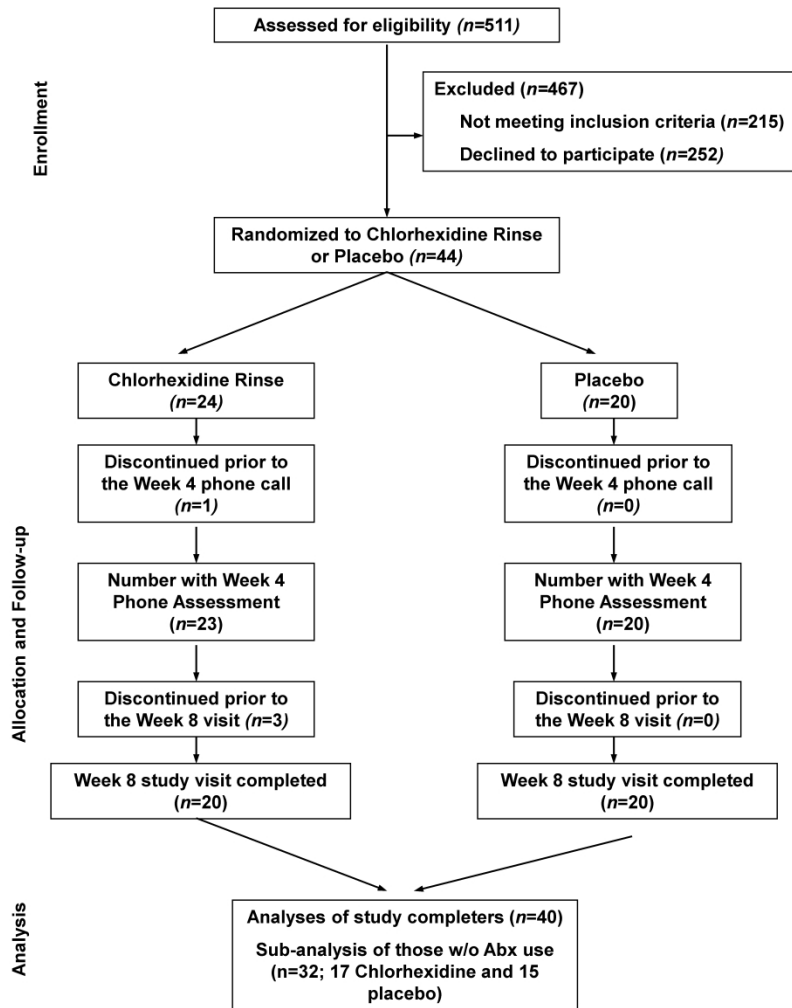 Assessed for eligibility (n=511)
Enrollment
Excluded (n=467)
Not meeting inclusion criteria (n=215)
Declined to participate (n=252)
Randomized to Chlorhexidine Rinse
or Placebo (n=44)
Allocation and Follow-up
Chlorhexidine Rinse
(n=24)
Discontinued prior to
the Week 4 phone call
(n=1)
Number with Week 4
Phone Assessment
(n=23)
Discontinued prior to
the Week 8 visit (n=3)
Week 8 study visit completed
(n=20)
Placebo
(n=20)
Discontinued prior to
the Week 4 phone call
(n=0)
Number with Week 4
Phone Assessment
(n=20)
Discontinued prior to
the Week 8 visit (n=0)
Week 8 study visit completed
(n=20)
Analysis
Analyses of study completers (n=40)
Sub-analysis of those w/o Abx use
(n=32; 17 Chlorhexidine and 15
placebo)